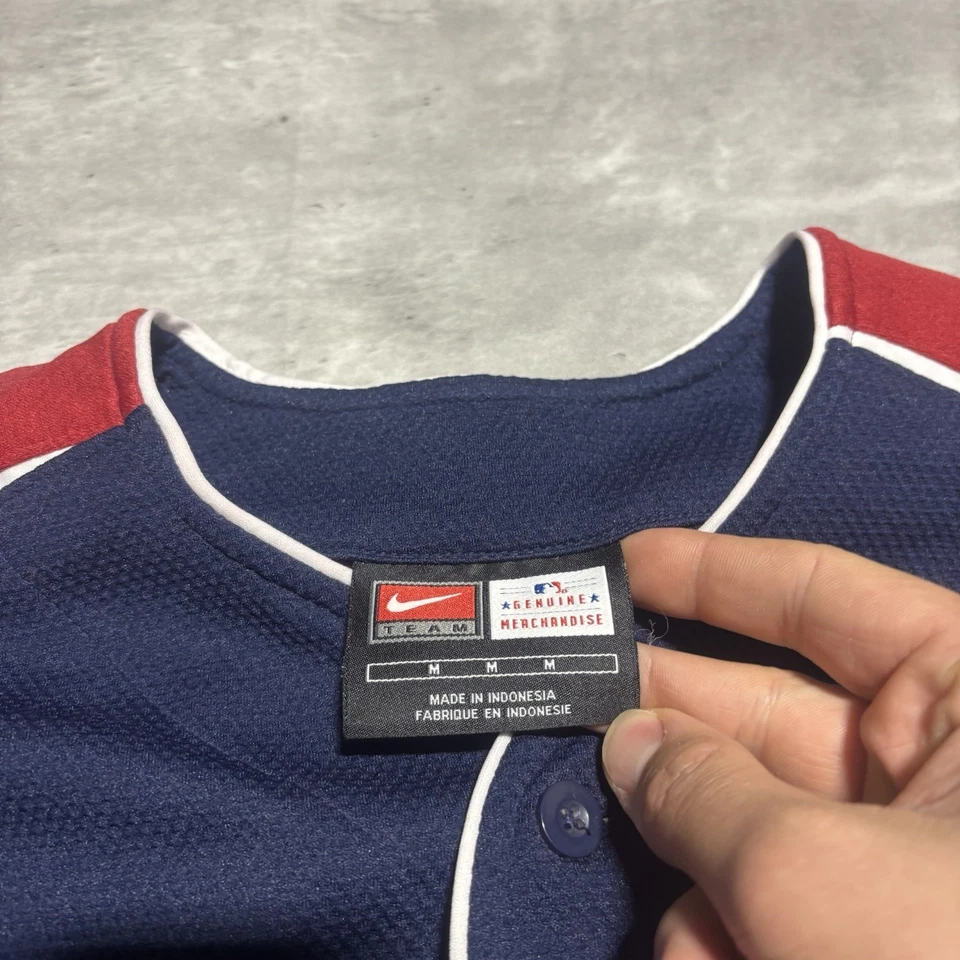 TEAM
GENUINE
MERCHANDISE
M M M
MADE IN INDONESIA
FABRIQUE EN INDONESIE